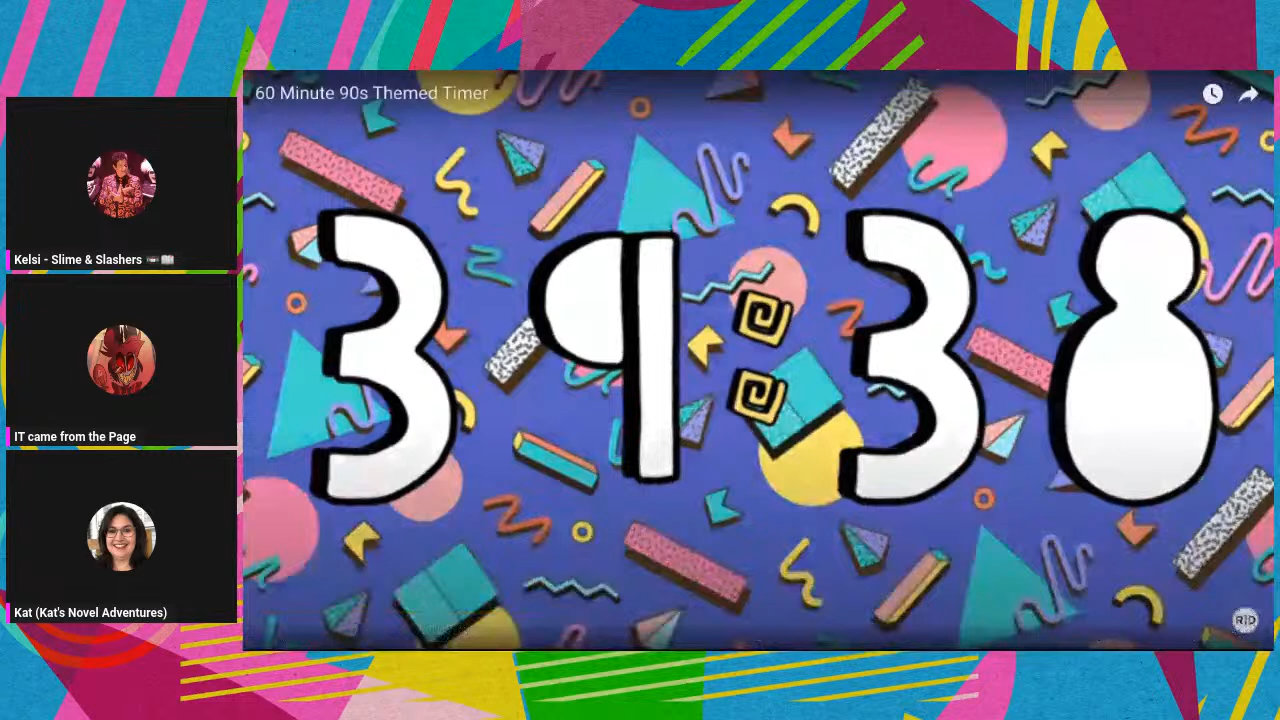 60 Minute 90s Themed Timer
Kelsi - Slime & Slashers 📼📖
IT came from the Page
Kat (Kat's Novel Adventures)
39:38
RD